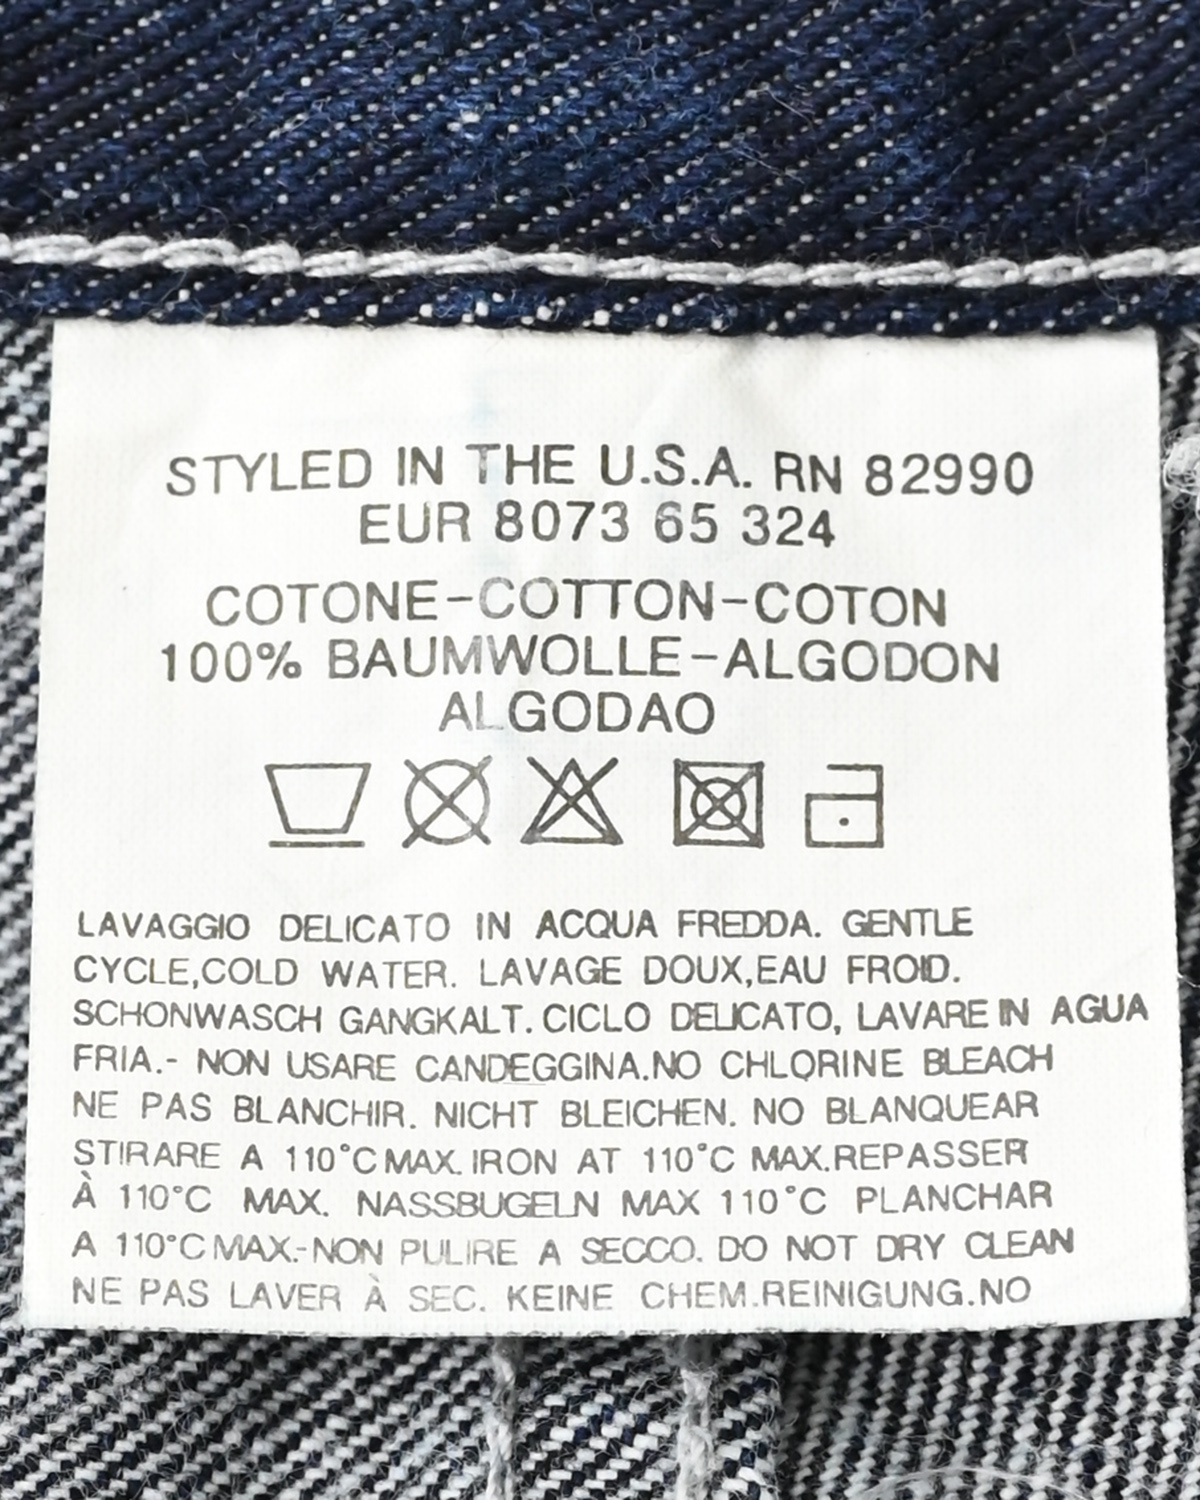 STYLED IN THE U.S.A. RN 82990
EUR 8073 65 324
COTONE-COTTON-COTON
100% BAUMWOLLE-ALGODON
ALGODAO
LAVAGGIO DELICATO IN ACQUA FREDDA. GENTLE
CYCLE,COLD WATER. LAVAGE DOUX,EAU FROID.
SCHONWASCH GANGKALT. CICLO DELICATO, LAVARE IN AGUA
FRIA.- NON USARE CANDEGGINA.NO CHLORINE BLEACH
NE PAS BLANCHIR. NICHT BLEICHEN. NO BLANQUEAR
STIRARE A 110°C MAX. IRON AT 110°C MAX.REPASSER
À 110°C MAX. NASSBUGELN MAX 110°C PLANCHAR
A 110°C MAX.-NON PULIRE A SECCO. DO NOT DRY CLEAN
NE PAS LAVER À SEC. KEINE CHEM.REINIGUNG.NO